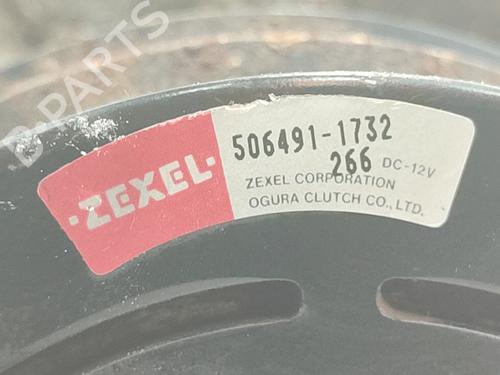 B PARTS
·ZEXEL·
506491-1732
266 DC-12V
ZEXEL CORPORATION
OGURA CLUTCH CO., LTD.